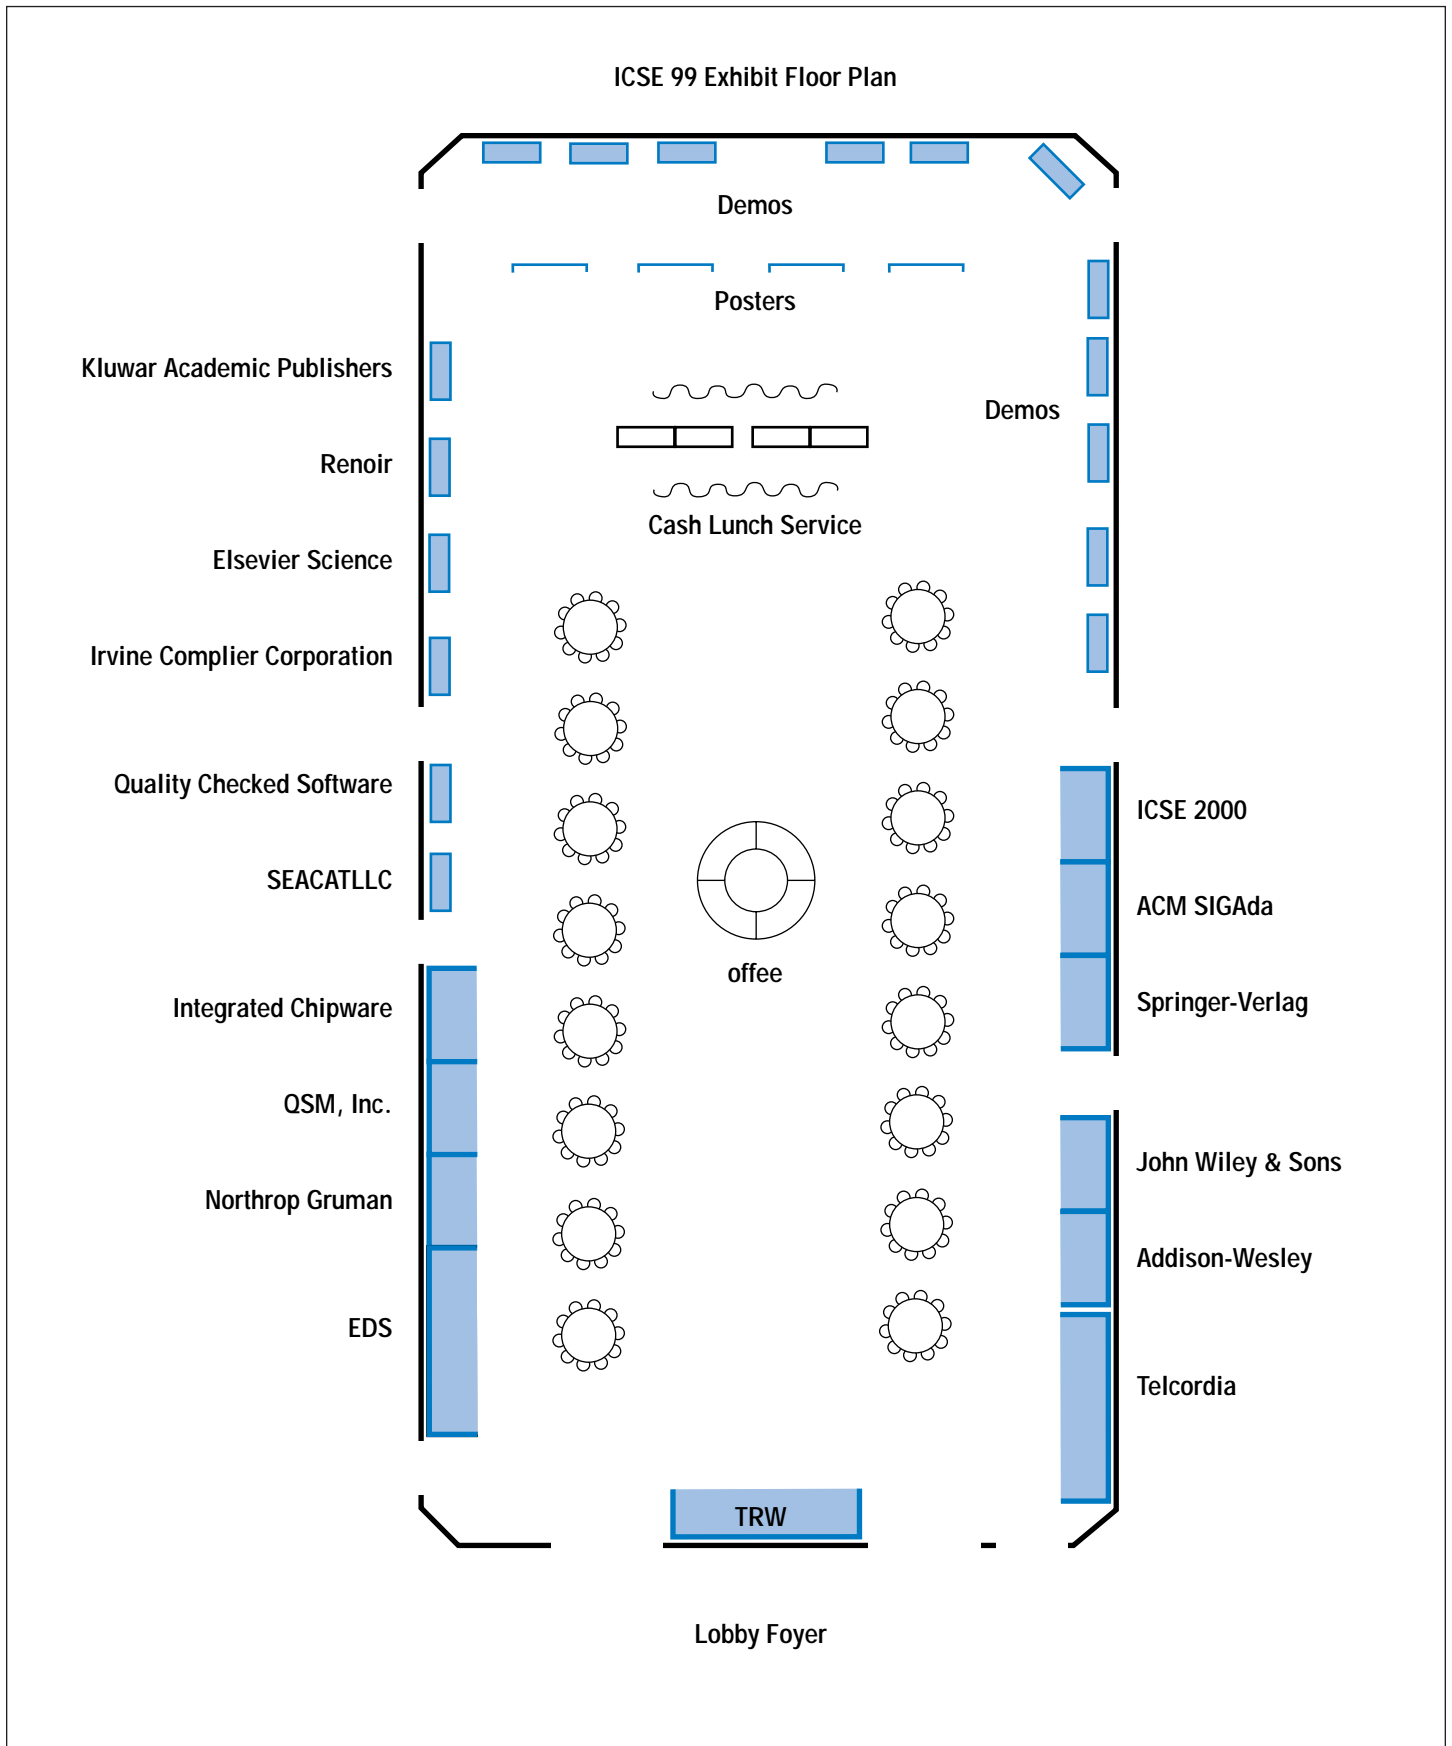 ICSE 99 Exhibit Floor Plan
Demos
Posters
Kluwar Academic Publishers
Demos
Renoir
Cash Lunch Service
Elsevier Science
Irvine Complier Corporation
Quality Checked Software
ICSE 2000
SEACATLLC
ACM SIGAda
offee
Integrated Chipware
Springer-Verlag
QSM, Inc.
John Wiley & Sons
Northrop Gruman
Addison-Wesley
EDS
Telcordia
TRW
Lobby Foyer